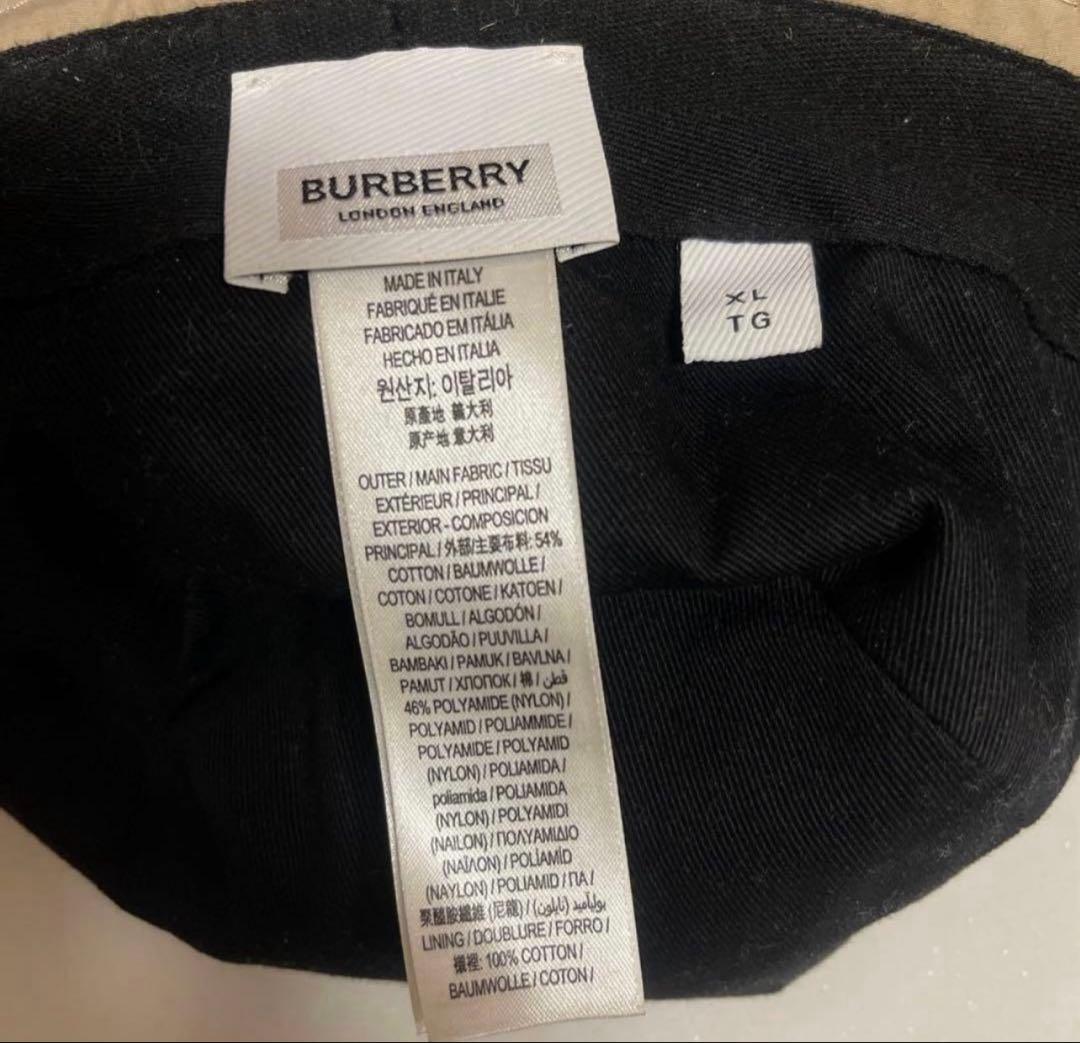 BURBERRY
LONDON ENGLAND
MADE IN ITALY
FABRIQUÉ EN ITALIE
FABRICADO EM ITÁLIA
HECHO EN ITALIA
원산지: 이탈리아
原產地 義大利
原产地 意大利
OUTER / MAIN FABRIC / TISSU
EXTÉRIEUR / PRINCIPAL /
EXTERIOR - COMPOSICION
PRINCIPAL / 外部/主要布料: 54%
COTTON / BAUMWOLLE /
COTON / COTONE / KATOEN /
BOMULL / ALGODÓN /
ALGODÃO / PUUVILLA /
BAMBAKI / PAMUK / BAVLNA /
PAMUT / ХЛОПОК / 棉 / قطن
46% POLYAMIDE (NYLON) /
POLYAMID / POLIAMMIDE /
POLYAMIDE / POLYAMID
(NYLON) / POLIAMIDA /
poliamida / POLIAMIDA
(NYLON) / POLYAMIDI
(NAILON) / ΠΟΛΥΑΜΙΔΙΟ
(ΝΑΪΛΟΝ) / POLÍAMÍD
(NAYLON) / POLIAMID / ПА /
聚醯胺纖維 (尼龍) / بولیآمید (نایلون) /
LINING / DOUBLURE / FORRO /
襯裡: 100% COTTON /
BAUMWOLLE / COTON /
XL
TG